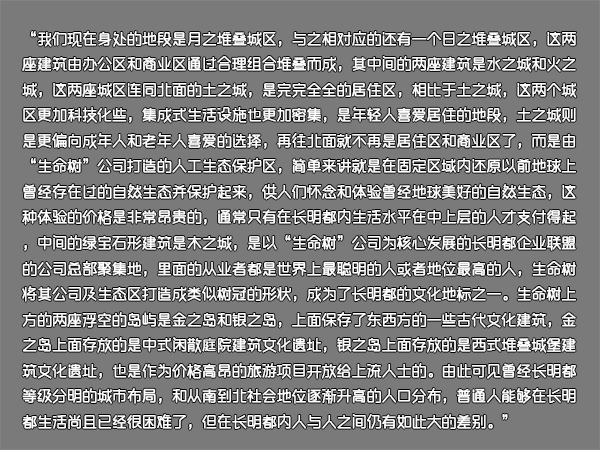 “我们现在身处的地段是月之堆叠城区，与之相对应的还有一个日之堆叠城区，这两
座建筑由办公区和商业区通过合理组合堆叠而成，其中间的两座建筑是水之城和火之
城，这两座城区连同北面的土之城，是完完全全的居住区，相比于土之城，这两个城
区更加科技化些，集成式生活设施也更加密集，是年轻人喜爱居住的地段，土之城则
是更偏向成年人和老年人喜爱的选择，再往北面就不再是居住区和商业区了，而是由
“生命树”公司打造的人工生态保护区，简单来讲就是在固定区域内还原以前地球上
曾经存在过的自然生态并保护起来，供人们怀念和体验曾经地球美好的自然生态，这
种体验的价格是非常昂贵的，通常只有在长明都内生活水平在中上层的人才支付得起
，中间的绿宝石形建筑是木之城，是以“生命树”公司为核心发展的长明都企业联盟
的公司总部聚集地，里面的从业者都是世界上最聪明的人或者地位最高的人，生命树
将其公司及生态区打造成类似树冠的形状，成为了长明都的文化地标之一。生命树上
方的两座浮空的岛屿是金之岛和银之岛，上面保存了东西方的一些古代文化建筑，金
之岛上面存放的是中式闲散庭院建筑文化遗址，银之岛上面存放的是西式堆叠城堡建
筑文化遗址，也是作为价格高昂的旅游项目开放给上流人士的。由此可见曾经长明都
等级分明的城市布局，和从南到北社会地位逐渐升高的人口分布，普通人能够在长明
都生活尚且已经很困难了，但在长明都内人与人之间仍有如此大的差别。”